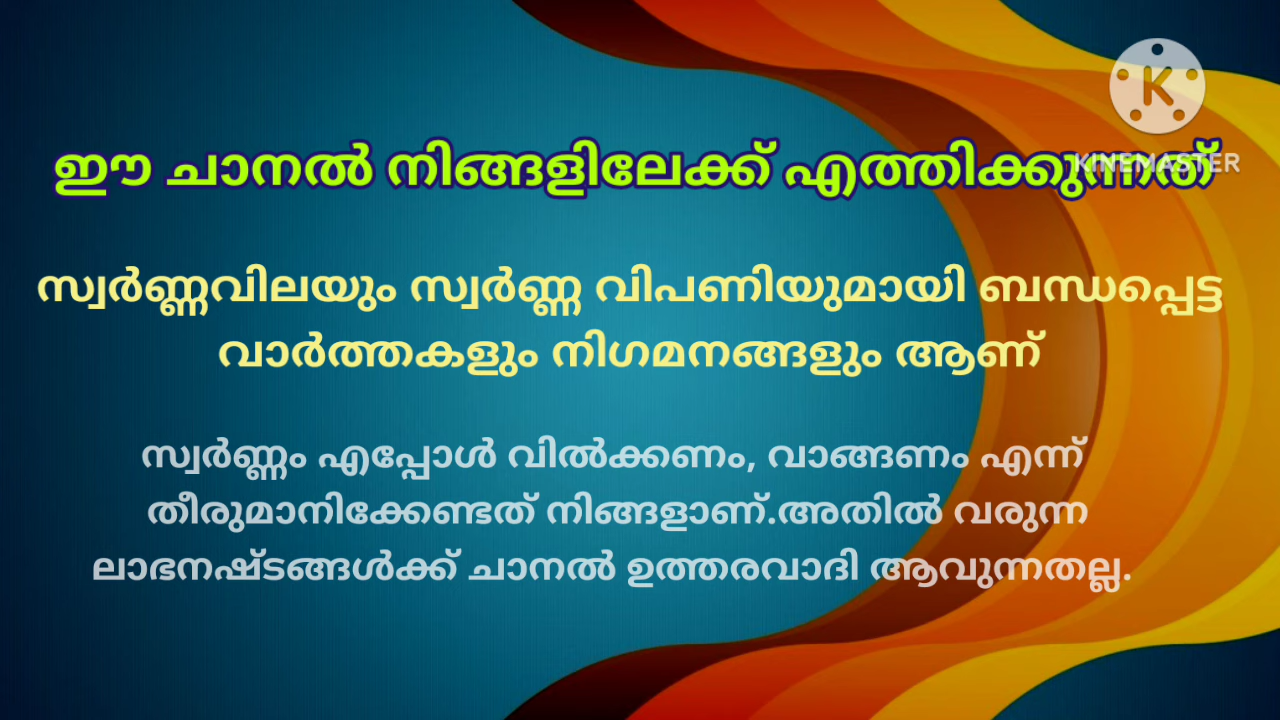 ഈ ചാനൽ നിങ്ങളിലേക്ക് എത്തിക്കുന്നത്
KINEMASTER
സ്വർണ്ണവിലയും സ്വർണ്ണ വിപണിയുമായി ബന്ധപ്പെട്ട
വാർത്തകളും നിഗമനങ്ങളും ആണ്
സ്വർണ്ണം എപ്പോൾ വിൽക്കണം, വാങ്ങണം എന്ന്
തീരുമാനിക്കേണ്ടത് നിങ്ങളാണ്.അതിൽ വരുന്ന
ലാഭനഷ്ടങ്ങൾക്ക് ചാനൽ ഉത്തരവാദി ആവുന്നതല്ല.